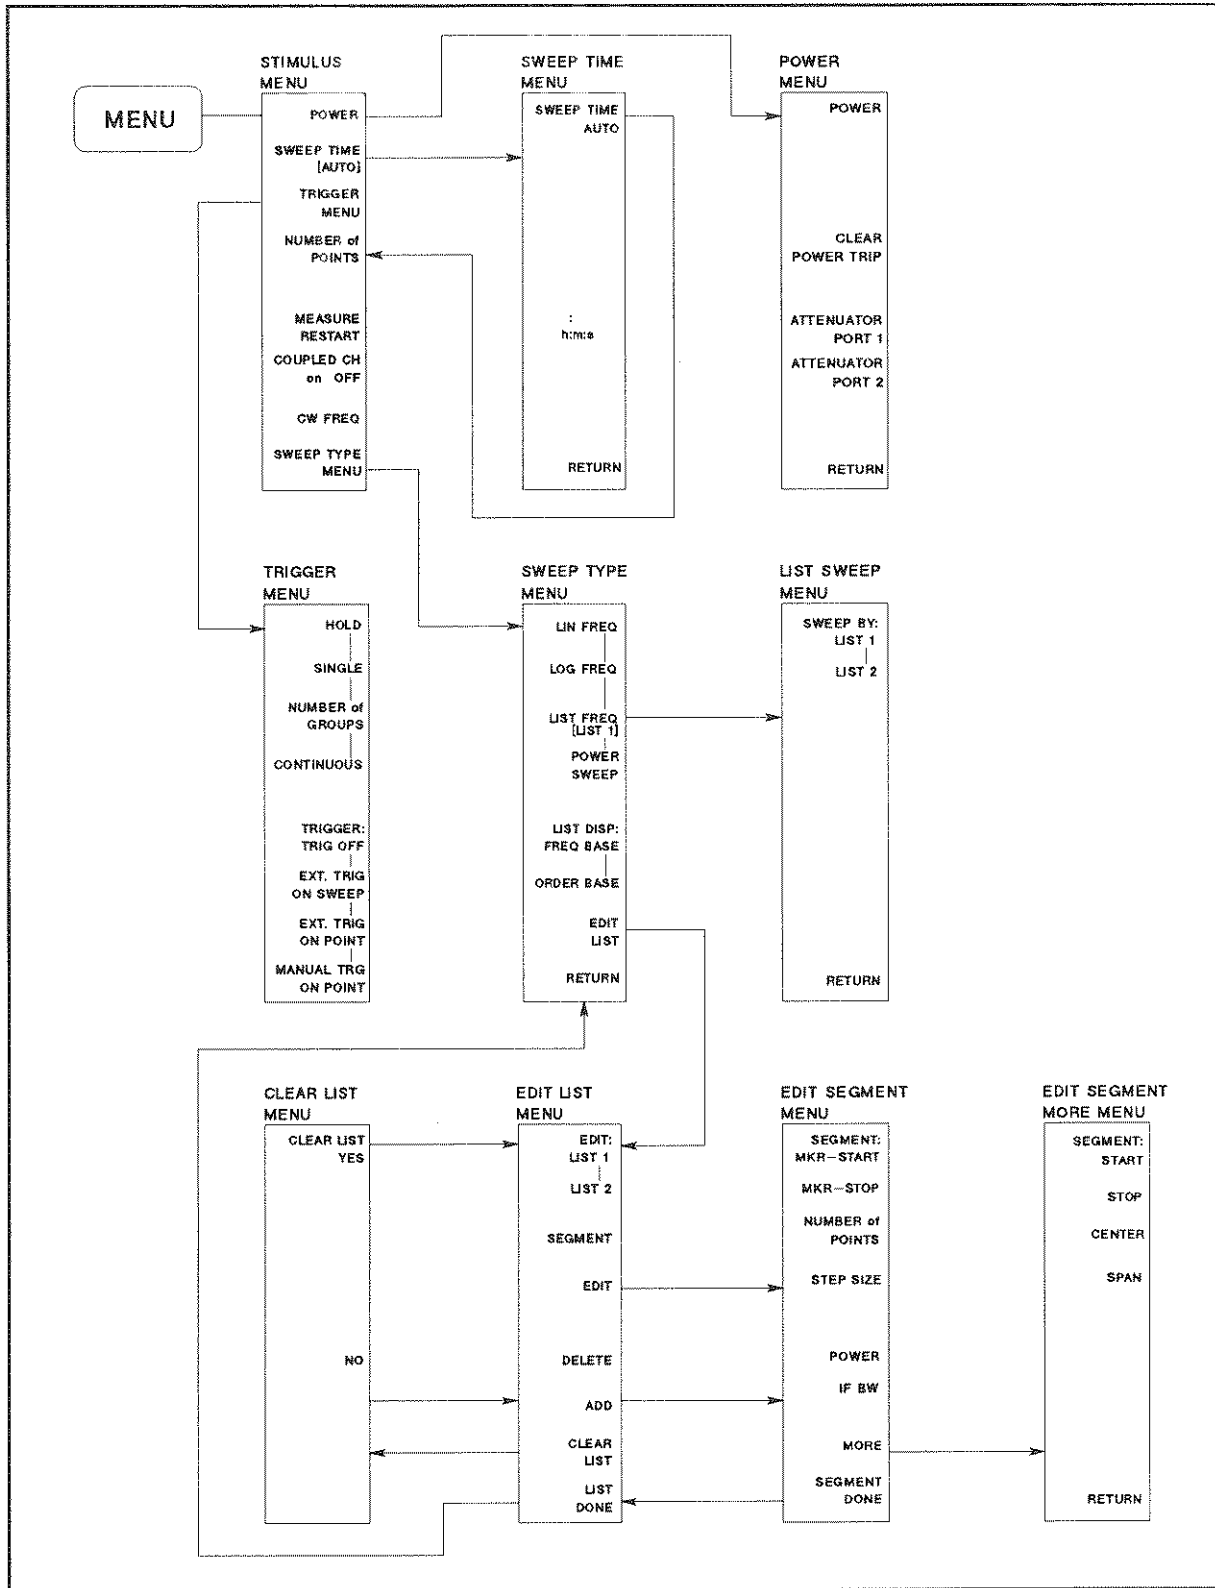 MENU
STIMULUS
MENU
POWER
SWEEP TIME
[AUTO]
TRIGGER
MENU
NUMBER of
POINTS
MEASURE
RESTART
COUPLED CH
on OFF
CW FREQ
SWEEP TYPE
MENU
SWEEP TIME
MENU
SWEEP TIME
AUTO
:
h:m:s
RETURN
POWER
MENU
POWER
CLEAR
POWER TRIP
ATTENUATOR
PORT 1
ATTENUATOR
PORT 2
RETURN
TRIGGER
MENU
HOLD
SINGLE
NUMBER of
GROUPS
CONTINUOUS
TRIGGER:
TRIG OFF
EXT. TRIG
ON SWEEP
EXT. TRIG
ON POINT
MANUAL TRG
ON POINT
SWEEP TYPE
MENU
LIN FREQ
LOG FREQ
LIST FREQ
[LIST 1]
POWER
SWEEP
LIST DISP:
FREQ BASE
ORDER BASE
EDIT
LIST
RETURN
LIST SWEEP
MENU
SWEEP BY:
LIST 1
LIST 2
RETURN
CLEAR LIST
MENU
CLEAR LIST
YES
NO
EDIT LIST
MENU
EDIT:
LIST 1
LIST 2
SEGMENT
EDIT
DELETE
ADD
CLEAR
LIST
LIST
DONE
EDIT SEGMENT
MENU
SEGMENT:
MKR-START
MKR-STOP
NUMBER of
POINTS
STEP SIZE
POWER
IF BW
MORE
SEGMENT
DONE
EDIT SEGMENT
MORE MENU
SEGMENT:
START
STOP
CENTER
SPAN
RETURN